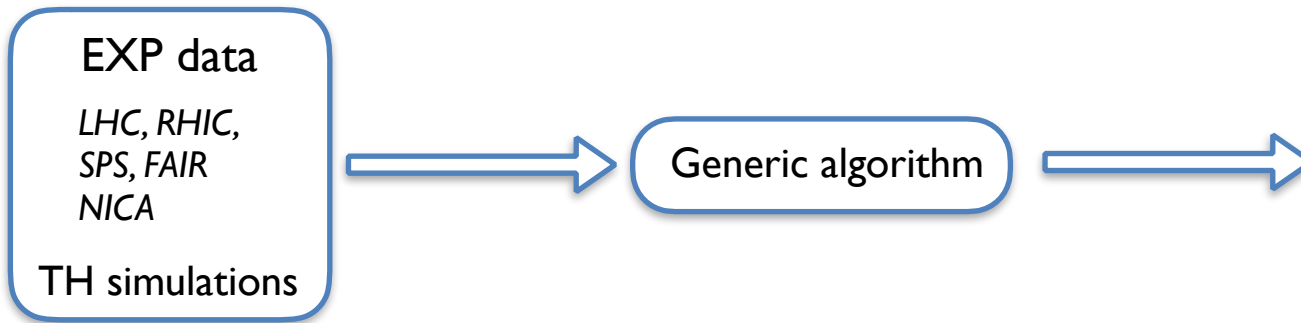 EXP data
LHC, RHIC,
SPS, FAIR
NICA
TH simulations
Generic algorithm